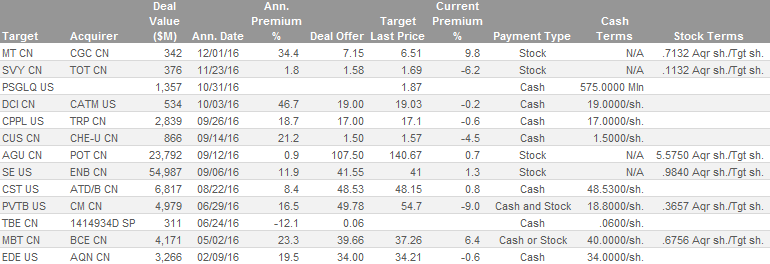 Deal Ann. Target Current
Value Premium Last Premium Cash
Target Acquirer ($M) Ann. Date % Deal Offer Price % Payment Type Terms Stock Terms
MT CN CGC CN 342 12/01/16 34.4 7.15 6.51 9.8 Stock N/A .7132 Aqr sh./Tgt sh.
SVY CN TOT CN 376 11/23/16 1.8 1.58 1.69 -6.2 Stock N/A .1132 Aqr sh./Tgt sh.
PSGLQ US 1,357 10/31/16 1.87 Cash 575.0000 Mln
DCI CN CATM US 534 10/03/16 46.7 19.00 19.03 -0.2 Cash 19.0000/sh.
CPPL US TRP CN 2,839 09/26/16 18.7 17.00 17.1 -0.6 Cash 17.0000/sh.
CUS CN CHE-U CN 866 09/14/16 21.2 1.50 1.57 -4.5 Cash 1.5000/sh.
AGU CN POT CN 23,792 09/12/16 0.9 107.50 140.67 0.7 Stock N/A 5.5750 Aqr sh./Tgt sh.
SE US ENB CN 54,987 09/06/16 11.9 41.55 41 1.3 Stock N/A .9840 Aqr sh./Tgt sh.
CST US ATD/B CN 6,817 08/22/16 8.4 48.53 48.15 0.8 Cash 48.5300/sh.
PVTB US CM CN 4,979 06/29/16 16.5 49.78 54.7 -9.0 Cash and Stock 18.8000/sh. .3657 Aqr sh./Tgt sh.
TBE CN 1414934D SP 311 06/24/16 -12.1 0.06 Cash .0600/sh.
MBT CN BCE CN 4,171 05/02/16 23.3 39.66 37.26 6.4 Cash or Stock 40.0000/sh. .6756 Aqr sh./Tgt sh.
EDE US AQN CN 3,266 02/09/16 19.5 34.00 34.21 -0.6 Cash 34.0000/sh.